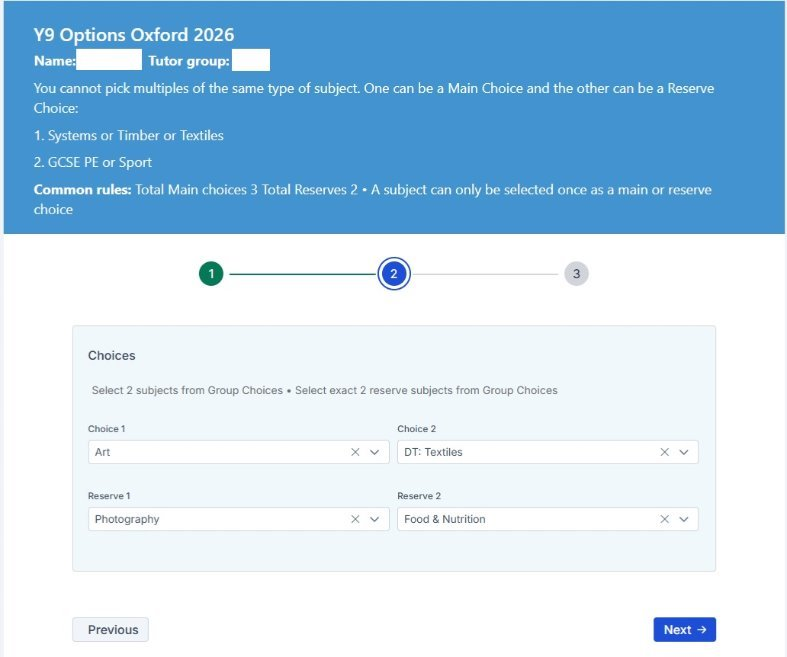 Y9 Options Oxford 2026
Name: Tutor group:
You cannot pick multiples of the same type of subject. One can be a Main Choice and the other can be a Reserve
Choice:
1. Systems or Timber or Textiles
2. GCSE PE or Sport
Common rules: Total Main choices 3 Total Reserves 2 • A subject can only be selected once as a main or reserve
choice
1 2 3
Choices
Select 2 subjects from Group Choices • Select exact 2 reserve subjects from Group Choices
Choice 1 Choice 2
Art DT: Textiles
Reserve 1 Reserve 2
Photography Food & Nutrition
Previous Next →